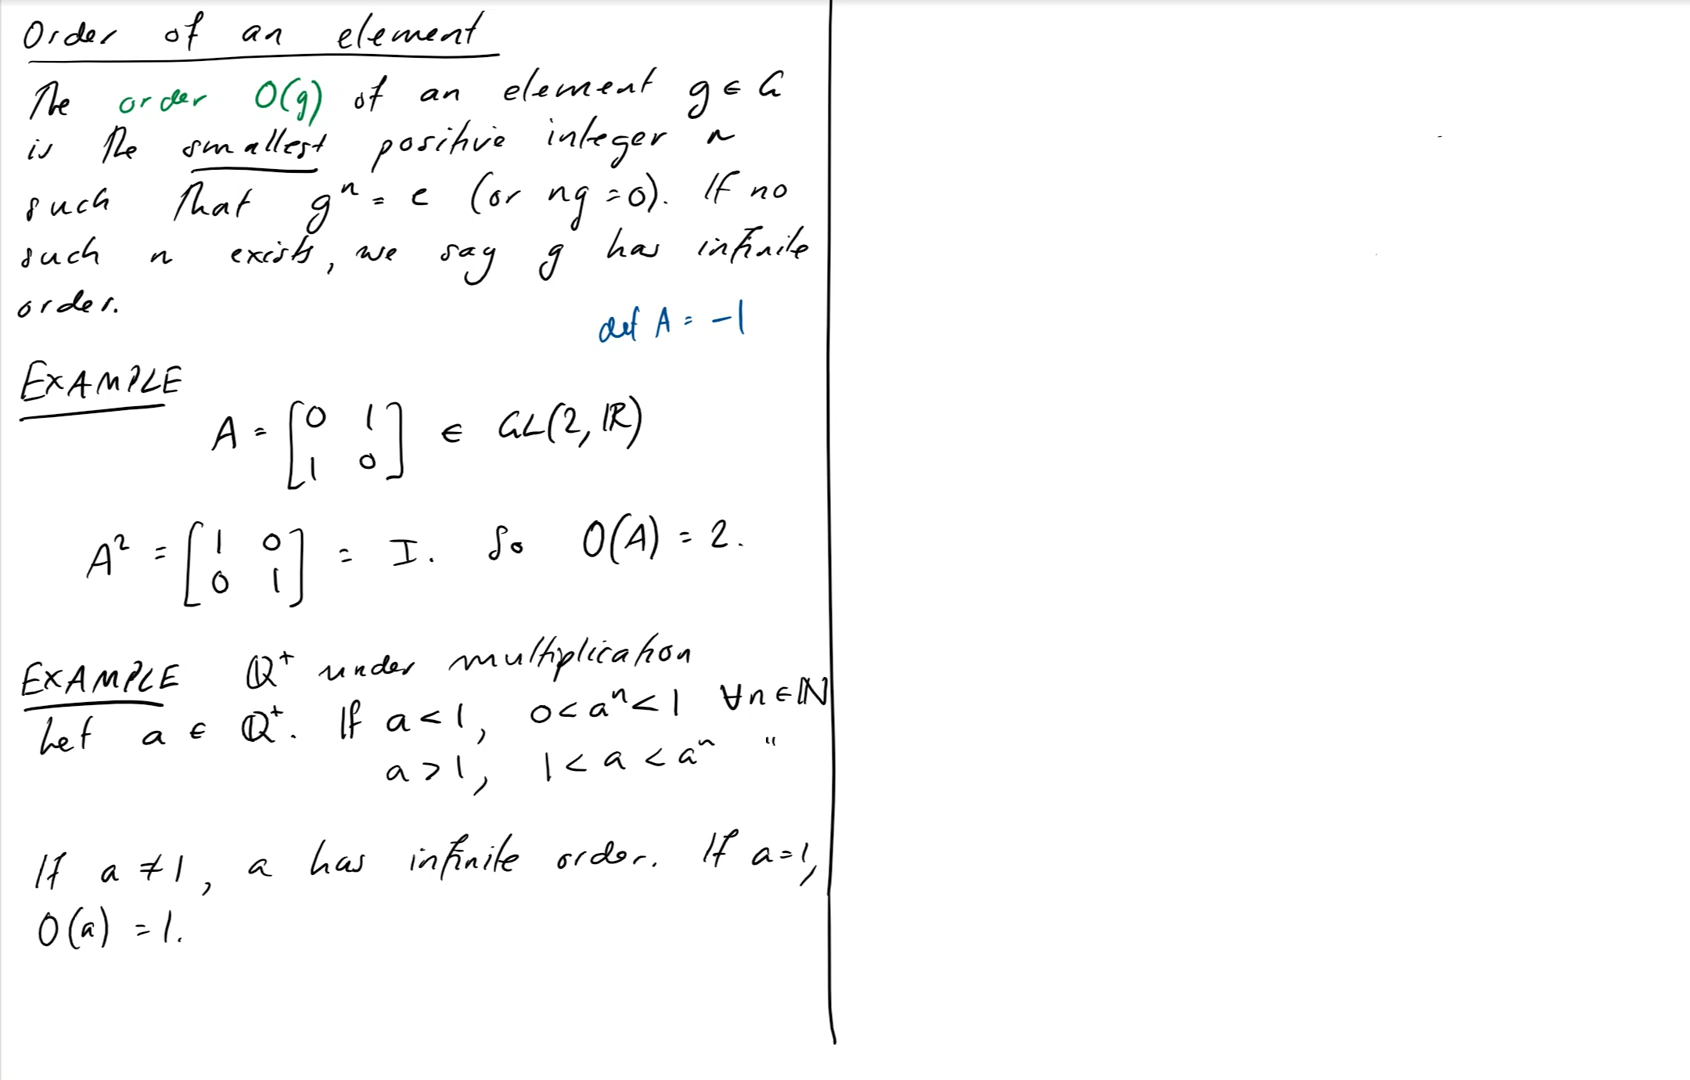 Order of an element
The order O(g) of an element g ∈ G
is the smallest positive integer n
such that gⁿ = e (or ng = 0). If no
such n exists, we say g has infinite
order.
det A = -1
EXAMPLE
A = [0 1; 1 0] ∈ GL(2, ℝ)
A² = [1 0; 0 1] = I. So O(A) = 2.
EXAMPLE ℚ⁺ under multiplication
Let a ∈ ℚ⁺. If a < 1, 0 < aⁿ < 1 ∀n ∈ ℕ
a > 1, 1 < a < aⁿ "
If a ≠ 1, a has infinite order. If a = 1,
O(a) = 1.